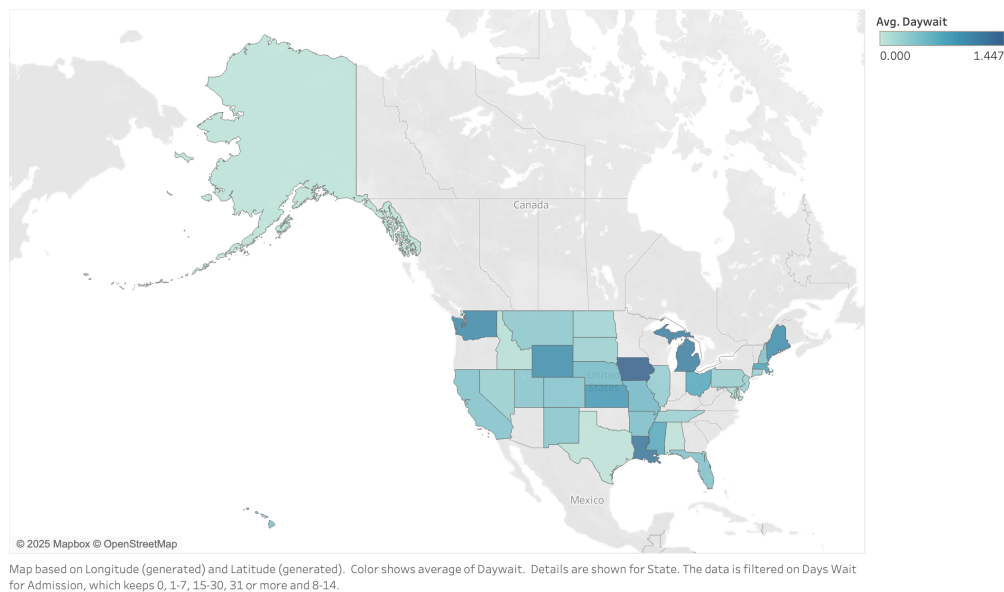 Avg. Daywait
0.000 1.447
Canada
United
States
Mexico
© 2025 Mapbox © OpenStreetMap
Map based on Longitude (generated) and Latitude (generated).  Color shows average of Daywait.  Details are shown for State. The data is filtered on Days Wait
for Admission, which keeps 0, 1-7, 15-30, 31 or more and 8-14.